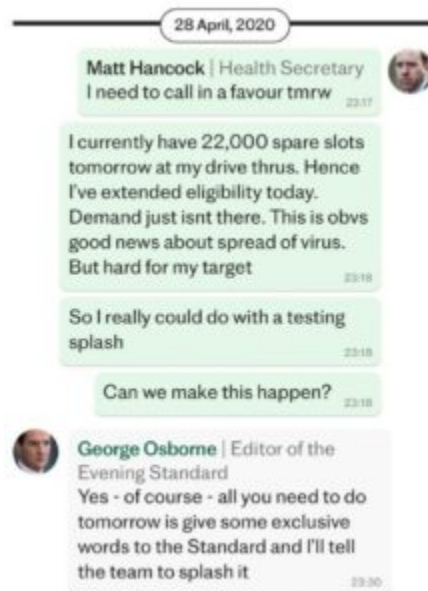 28 April, 2020
Matt Hancock | Health Secretary
I need to call in a favour tmrw
23:17
I currently have 22,000 spare slots
tomorrow at my drive thrus. Hence
I've extended eligibility today.
Demand just isnt there. This is obvs
good news about spread of virus.
But hard for my target
23:18
So I really could do with a testing
splash
23:18
Can we make this happen?
23:18
George Osborne | Editor of the
Evening Standard
Yes - of course - all you need to do
tomorrow is give some exclusive
words to the Standard and I'll tell
the team to splash it
23:30